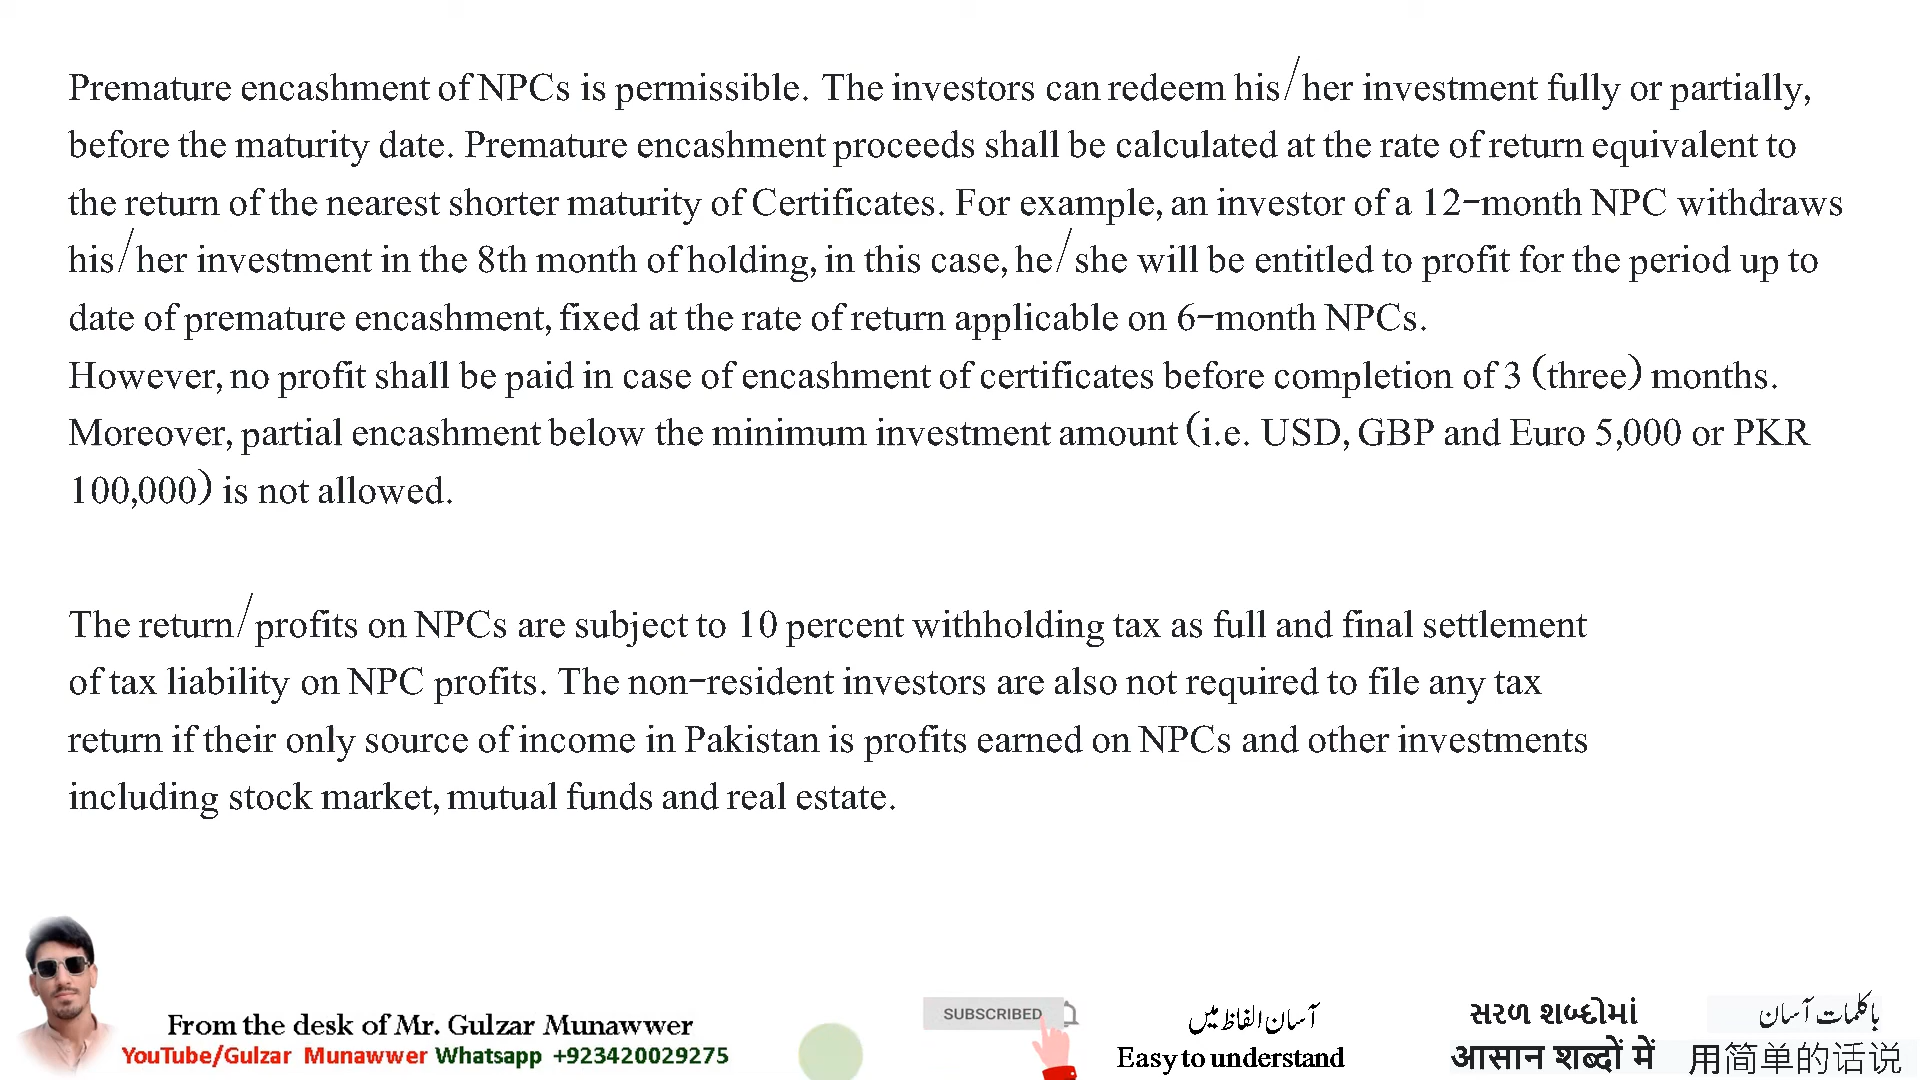 Premature encashment of NPCs is permissible. The investors can redeem his/her investment fully or partially,
before the maturity date. Premature encashment proceeds shall be calculated at the rate of return equivalent to
the return of the nearest shorter maturity of Certificates. For example, an investor of a 12-month NPC withdraws
his/her investment in the 8th month of holding, in this case, he/she will be entitled to profit for the period up to
date of premature encashment, fixed at the rate of return applicable on 6-month NPCs.
However, no profit shall be paid in case of encashment of certificates before completion of 3 (three) months.
Moreover, partial encashment below the minimum investment amount (i.e. USD, GBP and Euro 5,000 or PKR
100,000) is not allowed.
The return/profits on NPCs are subject to 10 percent withholding tax as full and final settlement
of tax liability on NPC profits. The non-resident investors are also not required to file any tax
return if their only source of income in Pakistan is profits earned on NPCs and other investments
including stock market, mutual funds and real estate.
From the desk of Mr. Gulzar Munawwer
YouTube/Gulzar Munawwer Whatsapp +923420029275
SUBSCRIBED
آسان الفاظ میں
Easy to understand
સરળ શબ્દોમાં
आसान शब्दों में
باکلمات آسان
用简单的话说